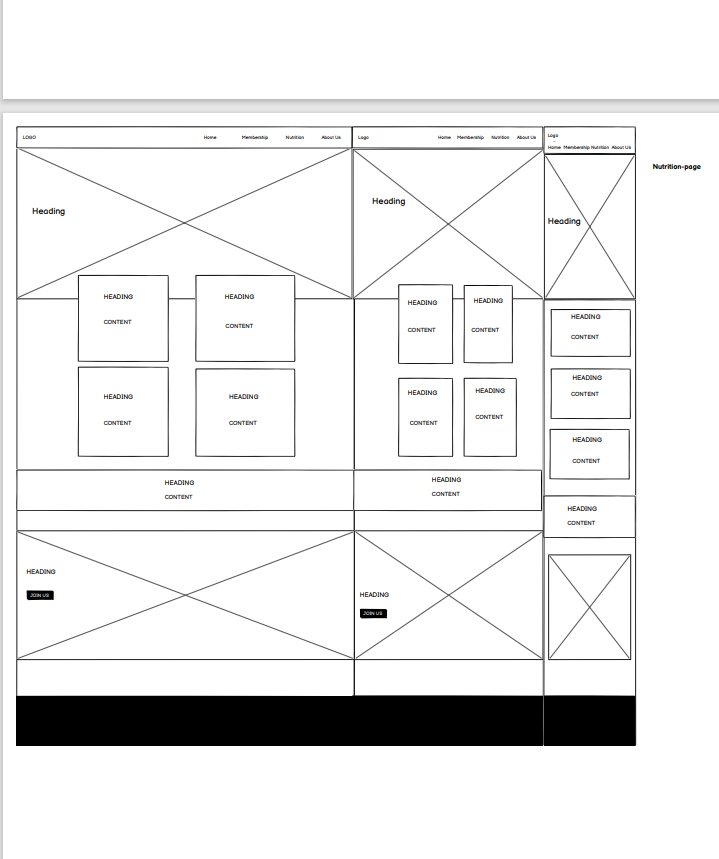 LOGO Home Membership Nutrition About Us
Heading
HEADING HEADING
CONTENT CONTENT
HEADING HEADING
CONTENT CONTENT
HEADING
CONTENT
HEADING
JOIN US
Logo Home Membership Nutrition About Us
Heading
HEADING HEADING
CONTENT CONTENT
HEADING HEADING
CONTENT CONTENT
HEADING
CONTENT
HEADING
JOIN US
Logo
Home Membership Nutrition About Us
Heading
HEADING
CONTENT
HEADING
CONTENT
HEADING
CONTENT
HEADING
CONTENT
Nutrition-page